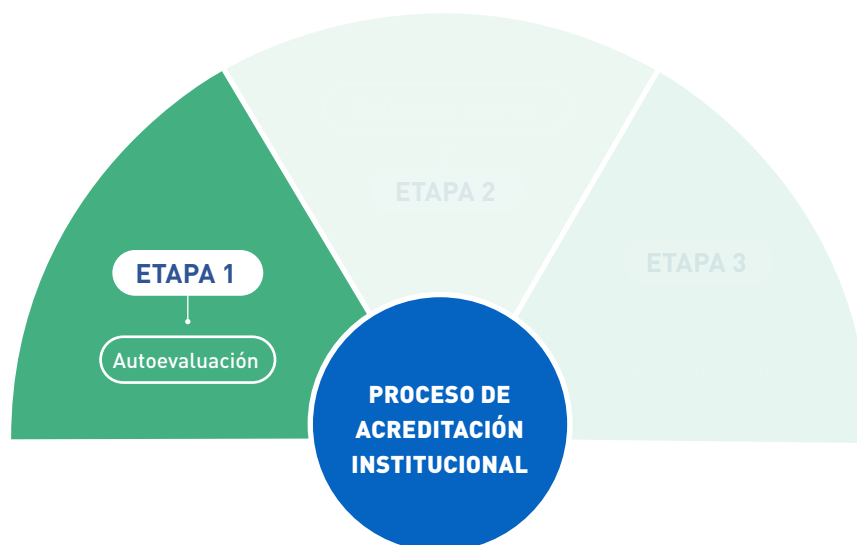 ETAPA 1
Autoevaluación
ETAPA 2
ETAPA 3
PROCESO DE
ACREDITACIÓN
INSTITUCIONAL